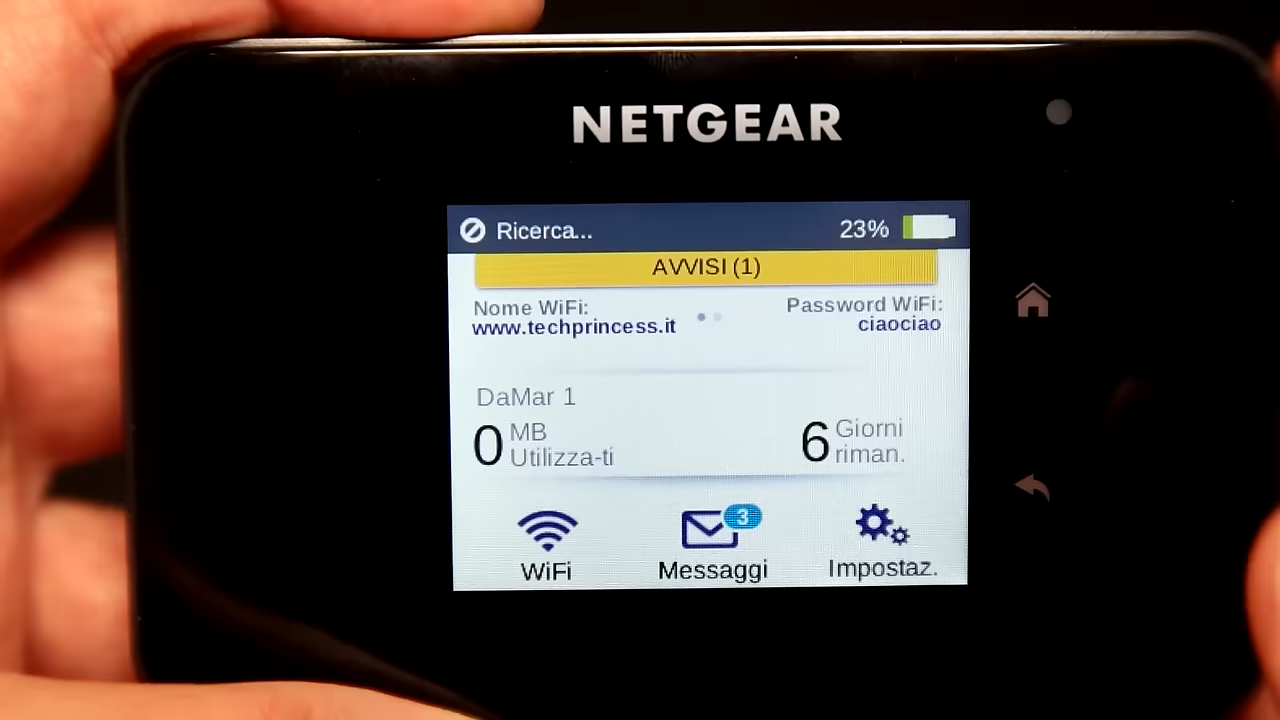 NETGEAR
Ricerca...
23%
AVVISI (1)
Nome WiFi:
www.techprincess.it
Password WiFi:
ciaociao
DaMar 1
0 MB Utilizza-ti
6 Giorni riman.
3
WiFi
Messaggi
Impostaz.